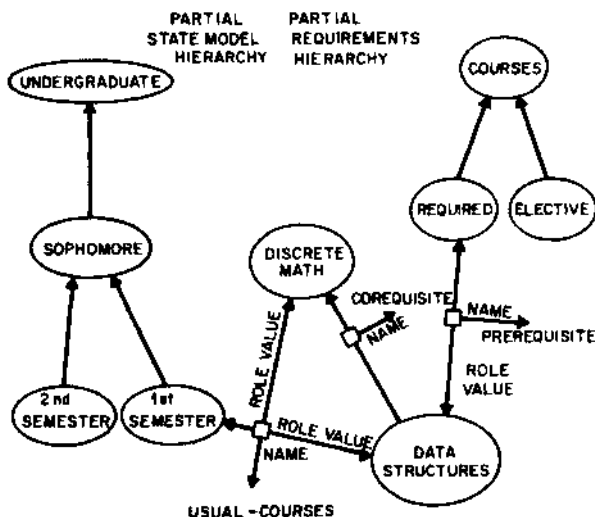 PARTIAL
STATE MODEL
HIERARCHY
PARTIAL
REQUIREMENTS
HIERARCHY
UNDERGRADUATE
COURSES
REQUIRED
ELECTIVE
SOPHOMORE
DISCRETE
MATH
COREQUISITE
NAME
NAME
PREREQUISITE
ROLE
VALUE
ROLE VALUE
2nd
SEMESTER
1st
SEMESTER
ROLE VALUE
NAME
DATA
STRUCTURES
USUAL-COURSES